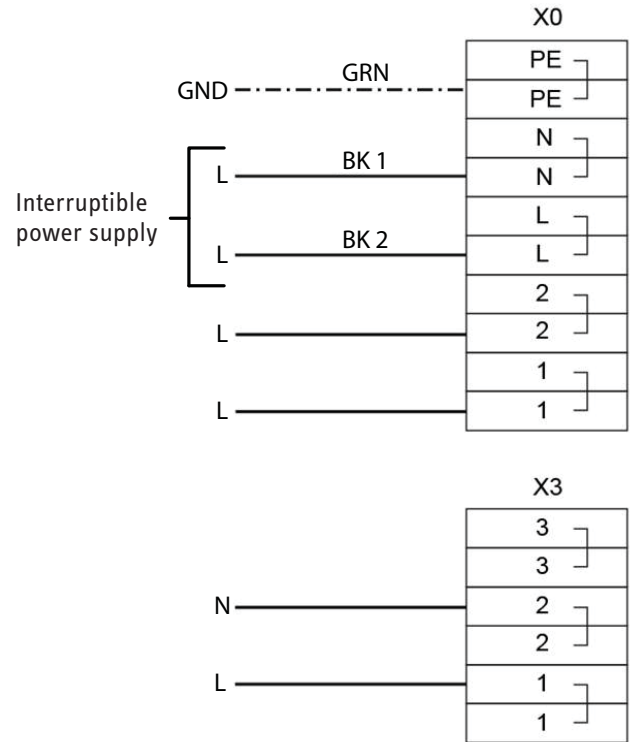 X0
PE
GRN
GND
PE
N
BK 1
L
N
Interruptible
power supply
L
BK 2
L
L
2
L
2
1
L
1
X3
3
3
N
2
2
L
1
1